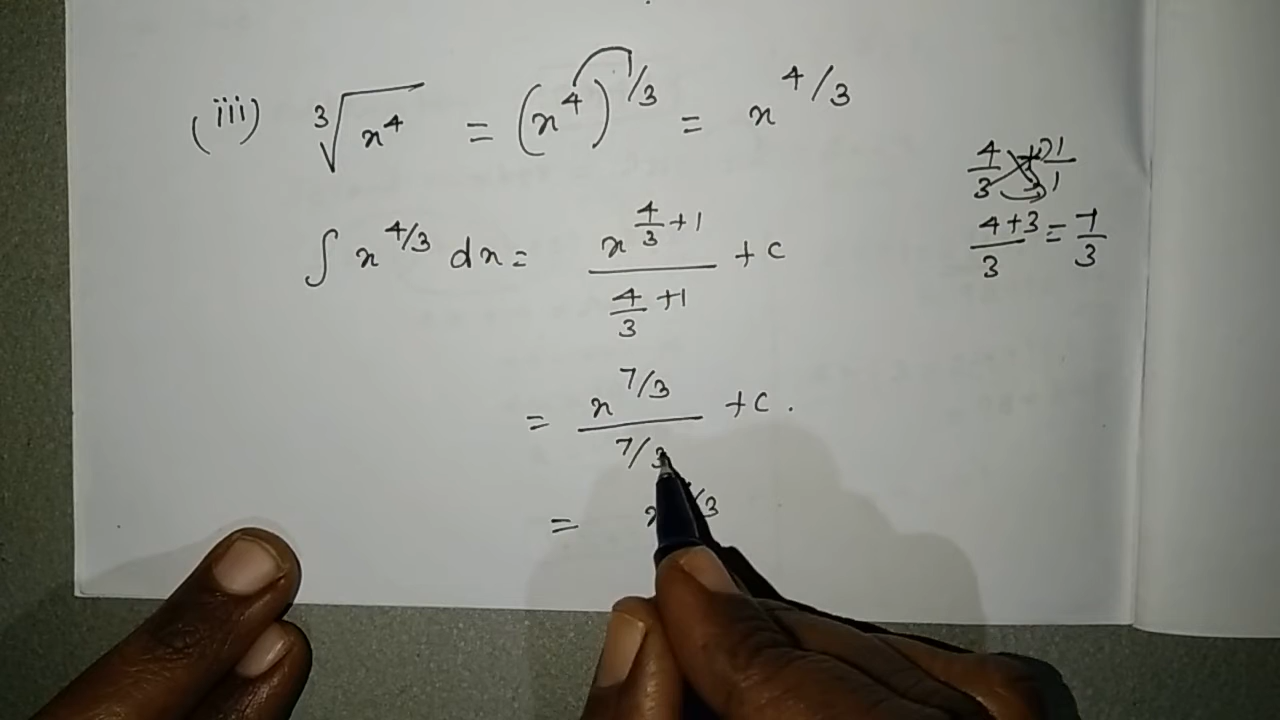 (iii) ∛x⁴ = (x⁴)^1/3 = x^4/3
4/3 + 1/1
(4+3)/3 = 7/3
∫ x^4/3 dx = x^(4/3 +1) / (4/3 +1) + c
= x^7/3 / 7/3 + c .
= /3